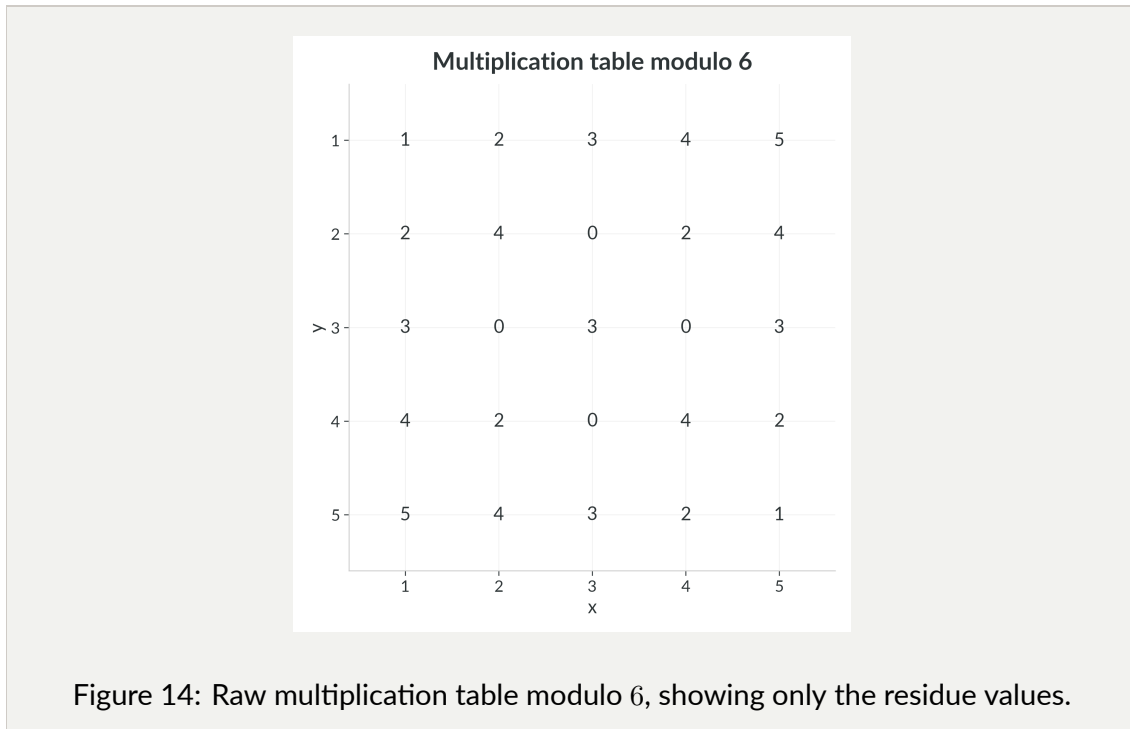 Multiplication table modulo 6
1 1 2 3 4 5
2 2 4 0 2 4
y 3 3 0 3 0 3
4 4 2 0 4 2
5 5 4 3 2 1
1 2 3 4 5
x
Figure 14: Raw multiplication table modulo 6, showing only the residue values.